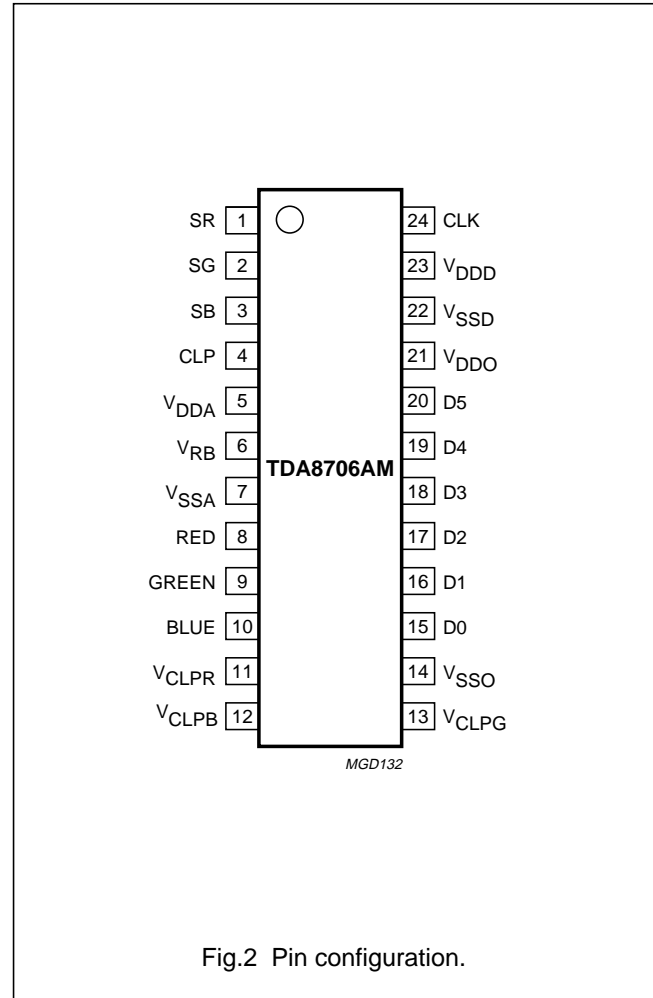 SR 1 24 CLK
SG 2 23 VDDD
SB 3 22 VSSD
CLP 4 21 VDDO
VDDA 5 20 D5
VRB 6 19 D4
TDA8706AM
VSSA 7 18 D3
RED 8 17 D2
GREEN 9 16 D1
BLUE 10 15 D0
VCLPR 11 14 VSSO
VCLPB 12 13 VCLPG
MGD132
Fig.2 Pin configuration.